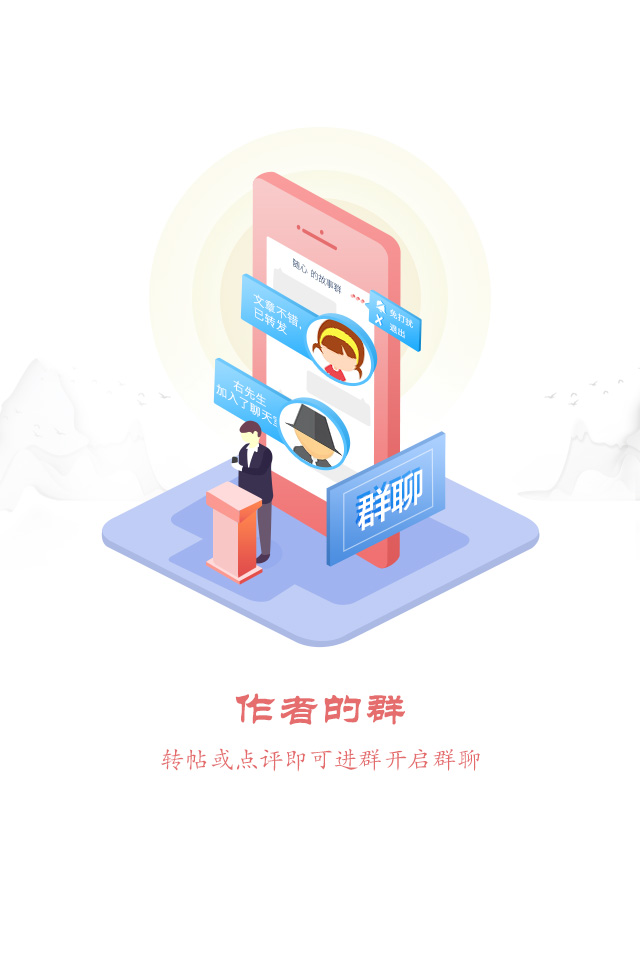 随心 的故事群
免打扰
退出
文章不错，
已转发
右先生
加入了聊天室
群聊
作者的群
转帖或点评即可进群开启群聊